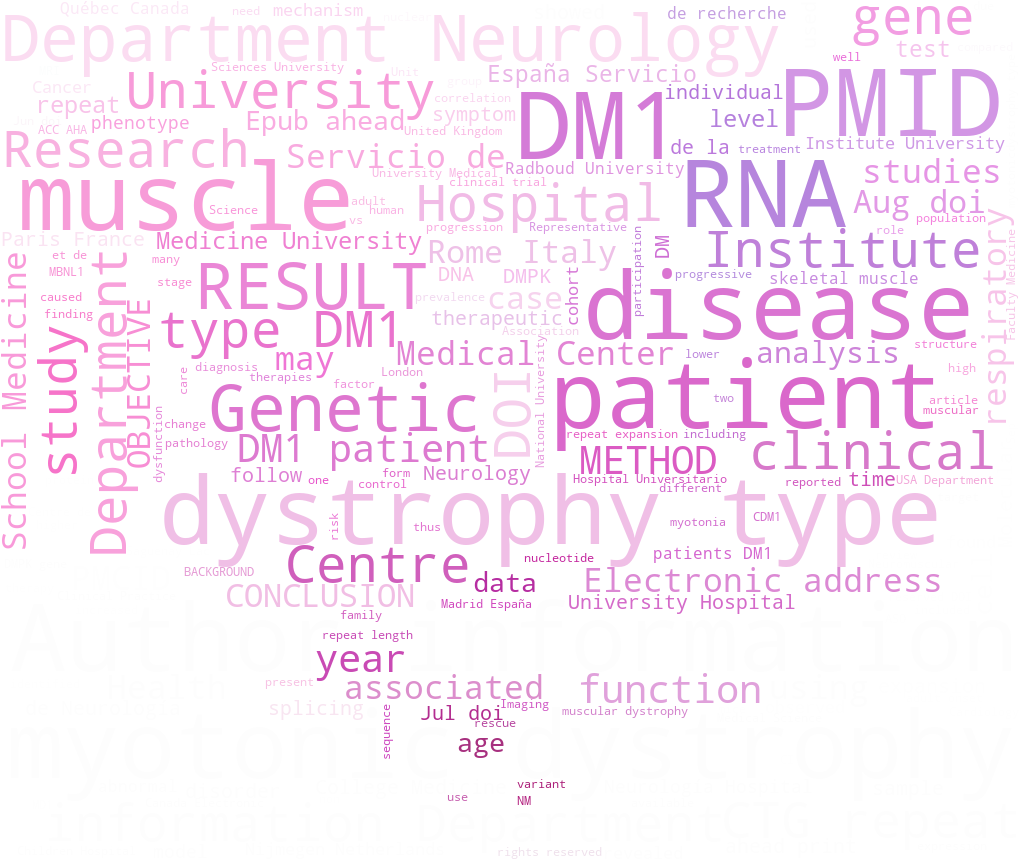 Québec Canada
need
mechanism
de recherche
gene
Department Neurology
test
well
Sciences University
Unit
España Servicio
PMID
Cancer
University
group
DM1
individual
repeat
correlation
symptom
level
ACC AHA
phenotype
Epub ahead
United Kingdom
Research
Servicio de
de la
treatment
Institute University
muscle
University Medical
Radboud University
RNA
studies
clinical trial
Science
adult
human
vs
Hospital
Aug doi
population
progression
Representative
role
Paris France
Medicine University
Rome Italy
participation
DM
Institute
respiratory
Faculty Medicine
et de
many
MBNL1
stage
RESULT
DNA
DMPK
cohort
progressive
skeletal muscle
School Medicine
Department
caused
prevalence
case
disease
finding
OBJECTIVE
type DM1
therapeutic
Association
study
may
Medical Center
National University
lower
analysis
structure
diagnosis
London
care
therapies
factor
patient
high
Genetic
DOI
two
article
muscular
change
pathology
dysfunction
DM1 patient
repeat expansion including
METHOD
clinical
follow
one
form
control
Neurology
Hospital Universitario
different
reported
time
USA Department
dystrophy type
risk
thus
myotonia
CDM1
Centre
nucleotide
patients DM1
BACKGROUND
data
Electronic address
CONCLUSION
Madrid España
University Hospital
family
Author information
repeat length
year
Health
present
associated
function
using
splicing
Jul doi
Imaging
muscular dystrophy
rescue
sequence
age
myotonic dystrophy
variant
use
NM
information Department
CTG repeat
rights reserved